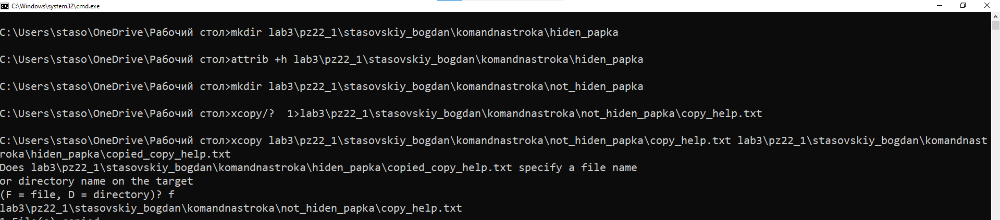 C:\Windows\system32\cmd.exe
C:\Users\staso\OneDrive\Рабочий стол>mkdir lab3\pz22_1\stasovskiy_bogdan\komandnastroka\hiden_papka
C:\Users\staso\OneDrive\Рабочий стол>attrib +h lab3\pz22_1\stasovskiy_bogdan\komandnastroka\hiden_papka
C:\Users\staso\OneDrive\Рабочий стол>mkdir lab3\pz22_1\stasovskiy_bogdan\komandnastroka\not_hiden_papka
C:\Users\staso\OneDrive\Рабочий стол>xcopy/?  1>lab3\pz22_1\stasovskiy_bogdan\komandnastroka\not_hiden_papka\copy_help.txt
C:\Users\staso\OneDrive\Рабочий стол>xcopy lab3\pz22_1\stasovskiy_bogdan\komandnastroka\not_hiden_papka\copy_help.txt lab3\pz22_1\stasovskiy_bogdan\komandnast
roka\hiden_papka\copied_copy_help.txt
Does lab3\pz22_1\stasovskiy_bogdan\komandnastroka\hiden_papka\copied_copy_help.txt specify a file name
or directory name on the target
(F = file, D = directory)? f
lab3\pz22_1\stasovskiy_bogdan\komandnastroka\not_hiden_papka\copy_help.txt
1 File(s) copied